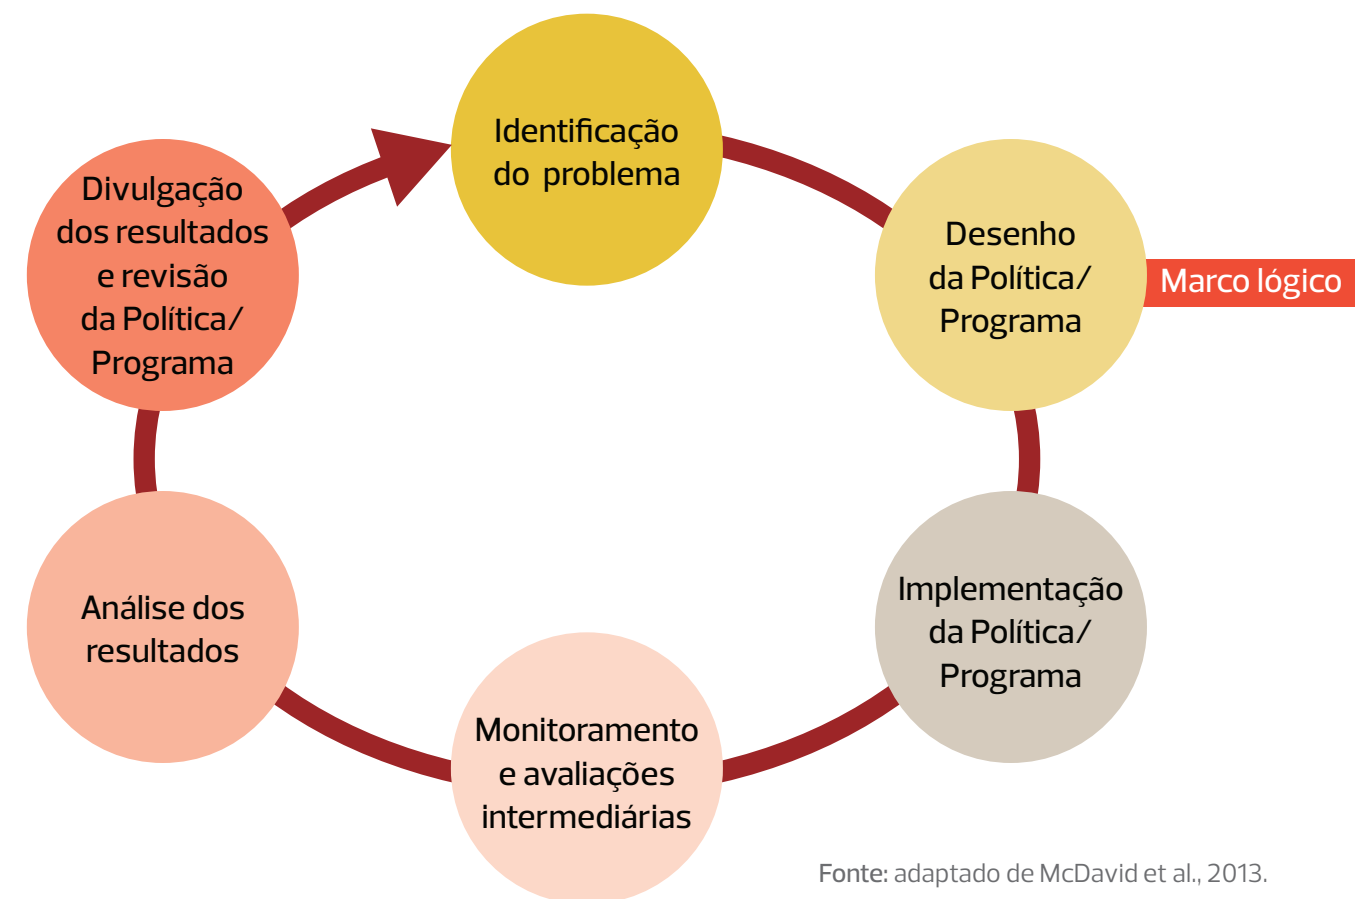 Identificação
do problema
Desenho
da Política/
Programa
Marco lógico
Implementação
da Política/
Programa
Monitoramento
e avaliações
intermediárias
Análise dos
resultados
Divulgação
dos resultados
e revisão
da Política/
Programa
Fonte: adaptado de McDavid et al., 2013.